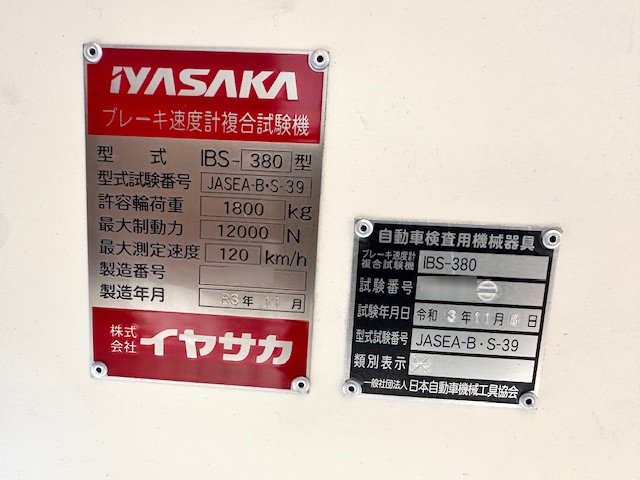 IYASAKA
ブレーキ速度計複合試験機
型式 IBS-380型
型式試験番号 JASEA-B・S-39
許容輪荷重 1800 kg
最大制動力 12000 N
最大測定速度 120 km/h
製造番号
製造年月 R3年11月
株式会社 イヤサカ
自動車検査用機械器具
ブレーキ速度計
複合試験機 IBS-380
試験番号
試験年月日 令和3年11月 日
型式試験番号 JASEA-B・S-39
類別表示 大
一般社団法人 日本自動車機械工具協会